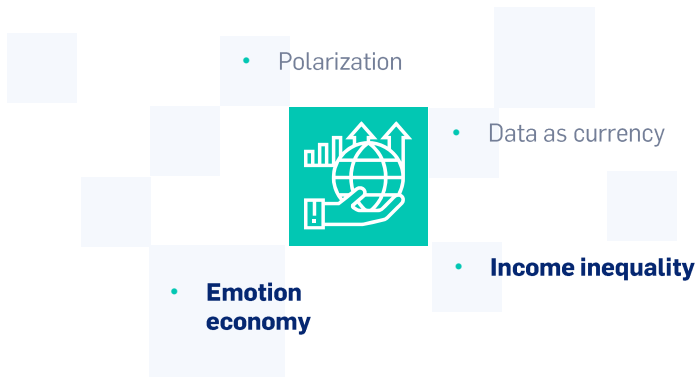 Polarization
Data as currency
Income inequality
Emotion
economy